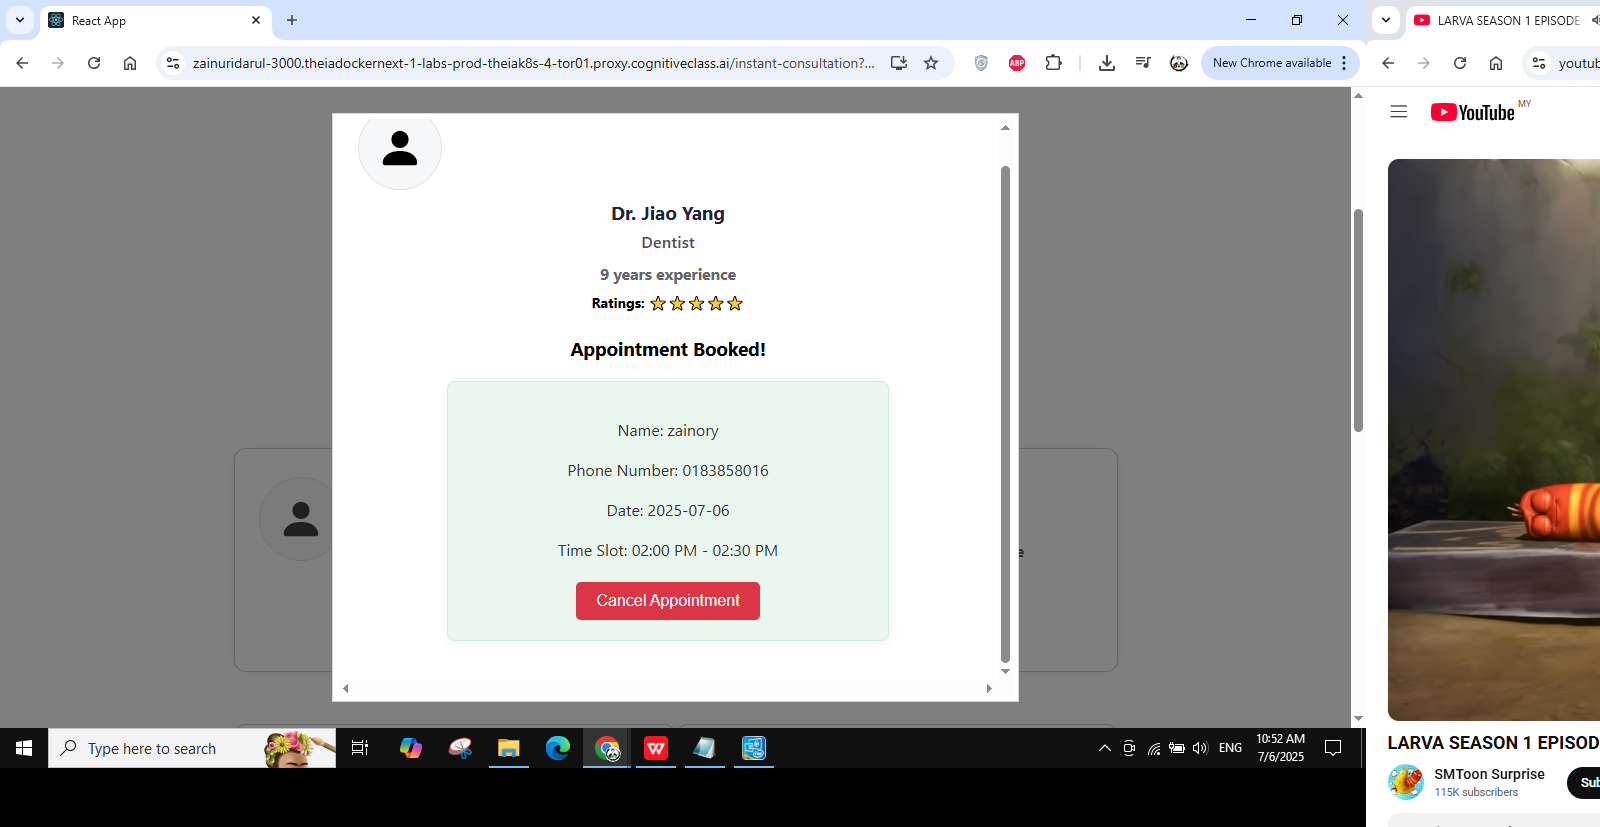 React App
LARVA SEASON 1 EPISODE
zainuridarul-3000.theiadockernext-1-labs-prod-theiak8s-4-tor01.proxy.cognitiveclass.ai/instant-consultation?...
ABP
New Chrome available
youtub
YouTube MY
Dr. Jiao Yang
Dentist
9 years experience
Ratings:
Appointment Booked!
Name: zainory
Phone Number: 0183858016
Date: 2025-07-06
Time Slot: 02:00 PM - 02:30 PM
Cancel Appointment
e
LARVA SEASON 1 EPISOD
SMToon Surprise
115K subscribers
Sub
Type here to search
ENG
10:52 AM
7/6/2025